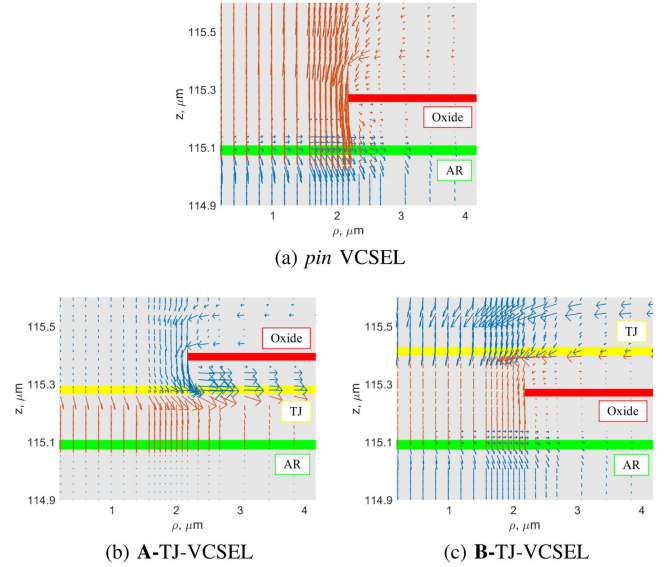 115.5
115.3
115.1
114.9
z, μm
Oxide
AR
1 2 3 4
ρ, μm
(a) pin VCSEL
115.5
115.3
115.1
114.9
z, μm
Oxide
TJ
AR
1 2 3 4
ρ, μm
(b) A-TJ-VCSEL
115.5
115.3
115.1
114.9
z, μm
TJ
Oxide
AR
1 2 3 4
ρ, μm
(c) B-TJ-VCSEL